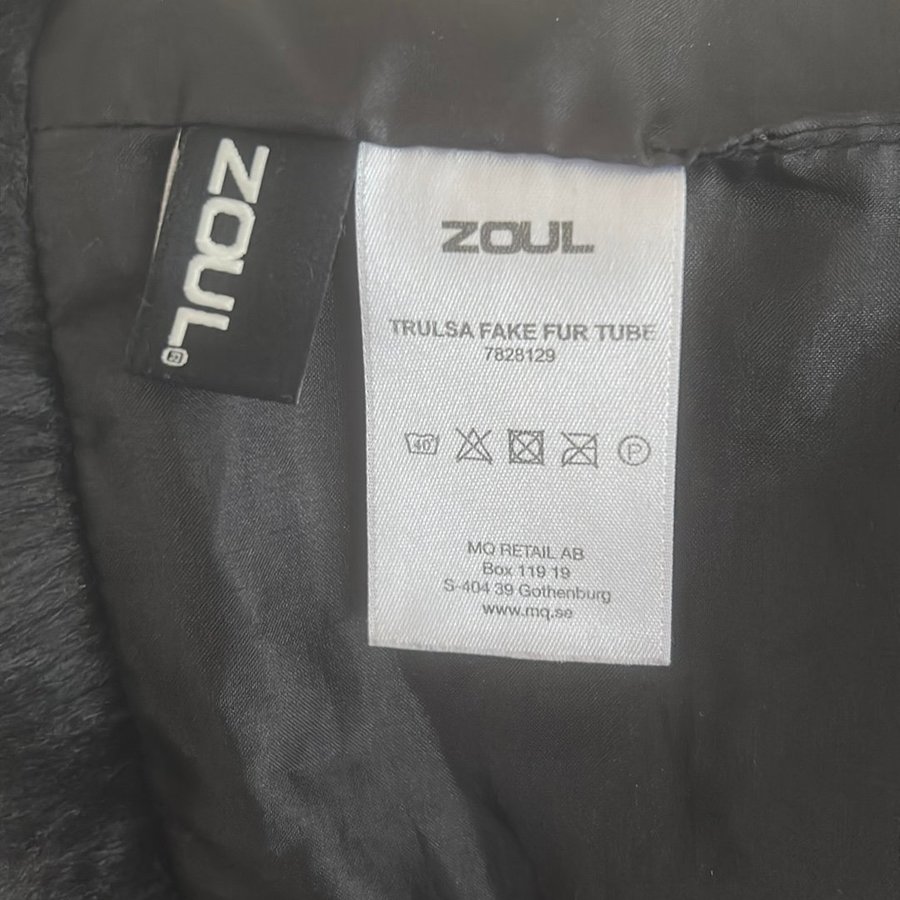 ZOUL®
ZOUL
TRULSA FAKE FUR TUBE
7828129
40
P
MQ RETAIL AB
Box 119 19
S-404 39 Gothenburg
www.mq.se